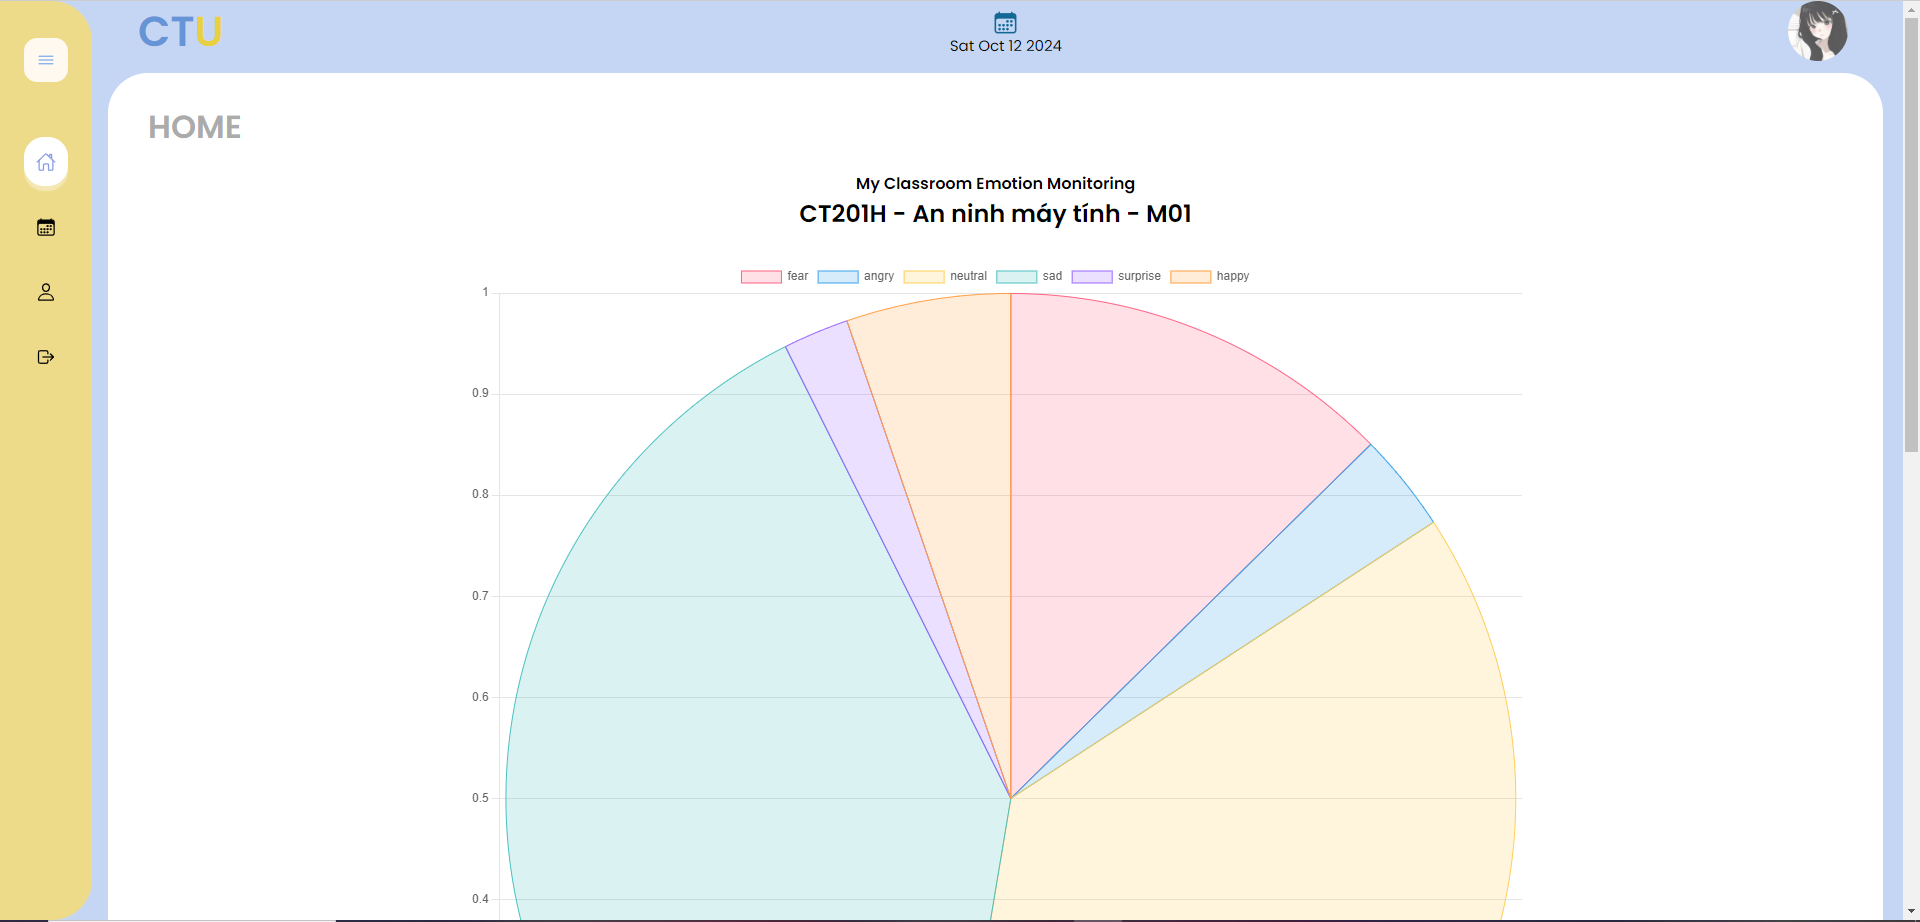 CTU
Sat Oct 12 2024
HOME
My Classroom Emotion Monitoring
CT201H - An ninh máy tính - M01
fear angry neutral sad surprise happy
1
0.9
0.8
0.7
0.6
0.5
0.4